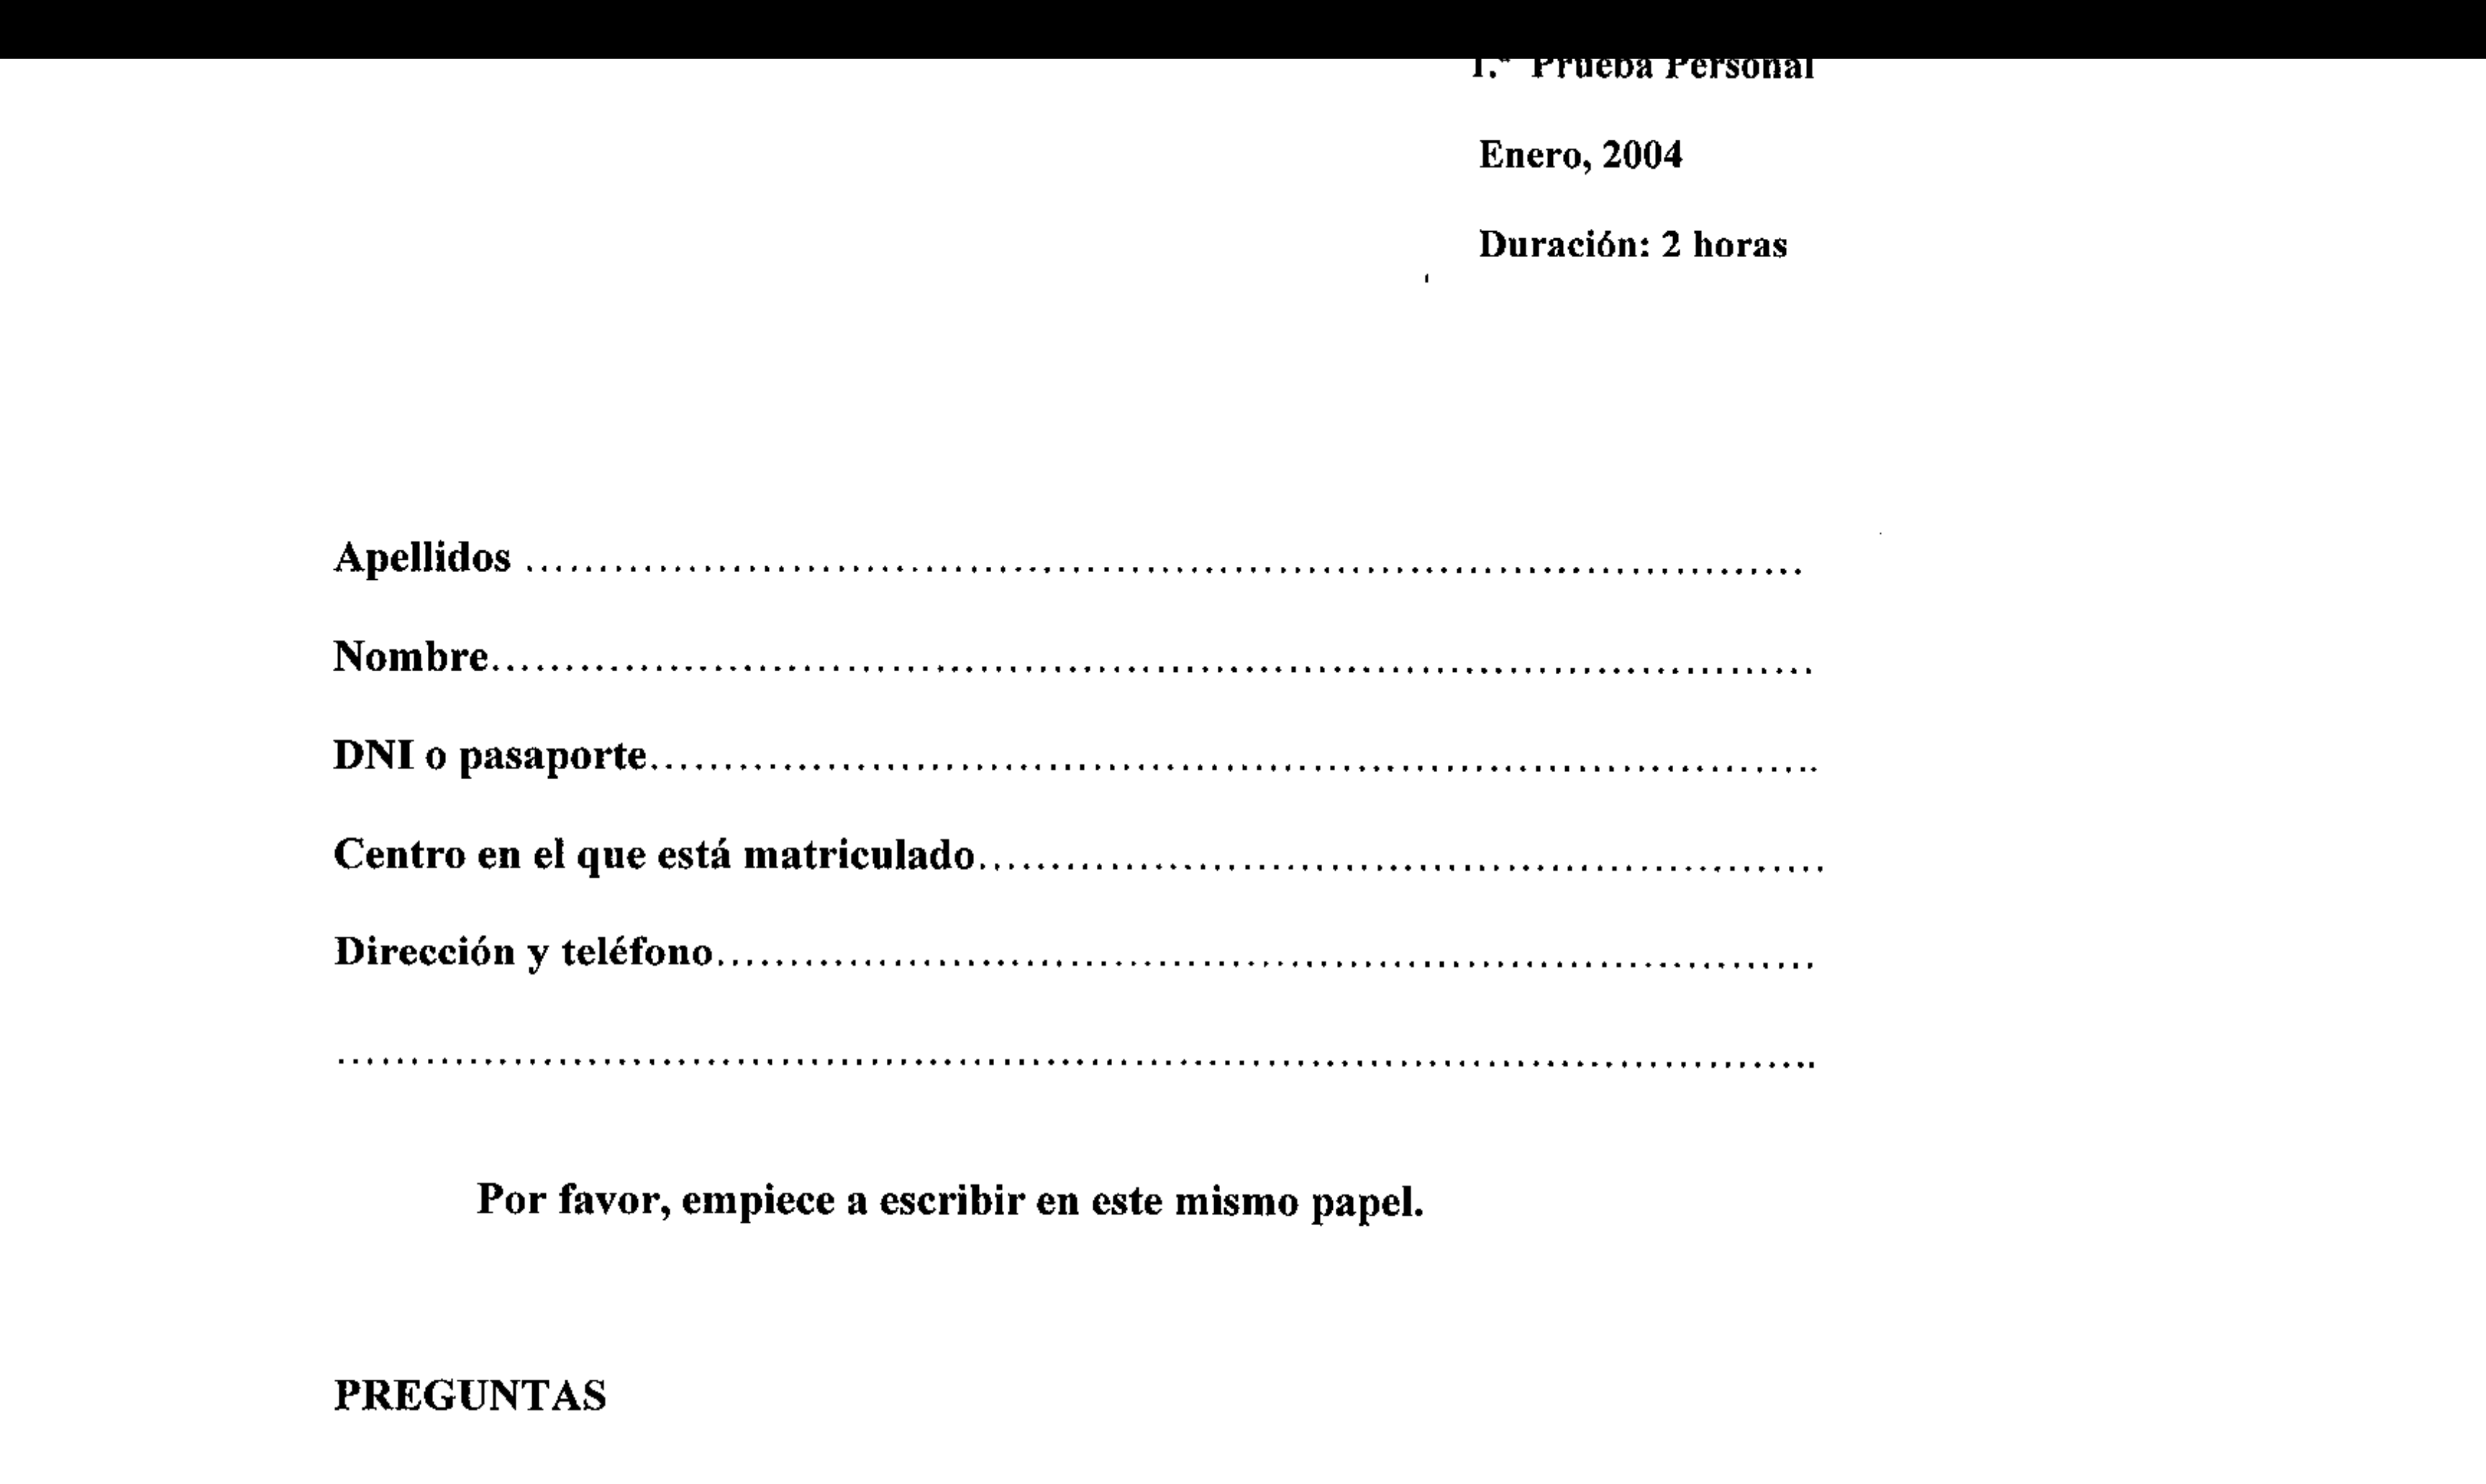 1.ª Prueba Personal
Enero, 2004
Duración: 2 horas
Apellidos ........................................................................................
Nombre...........................................................................................
DNI o pasaporte................................................................................
Centro en el que está matriculado..........................................................
Dirección y teléfono...........................................................................
.....................................................................................................
Por favor, empiece a escribir en este mismo papel.
PREGUNTAS